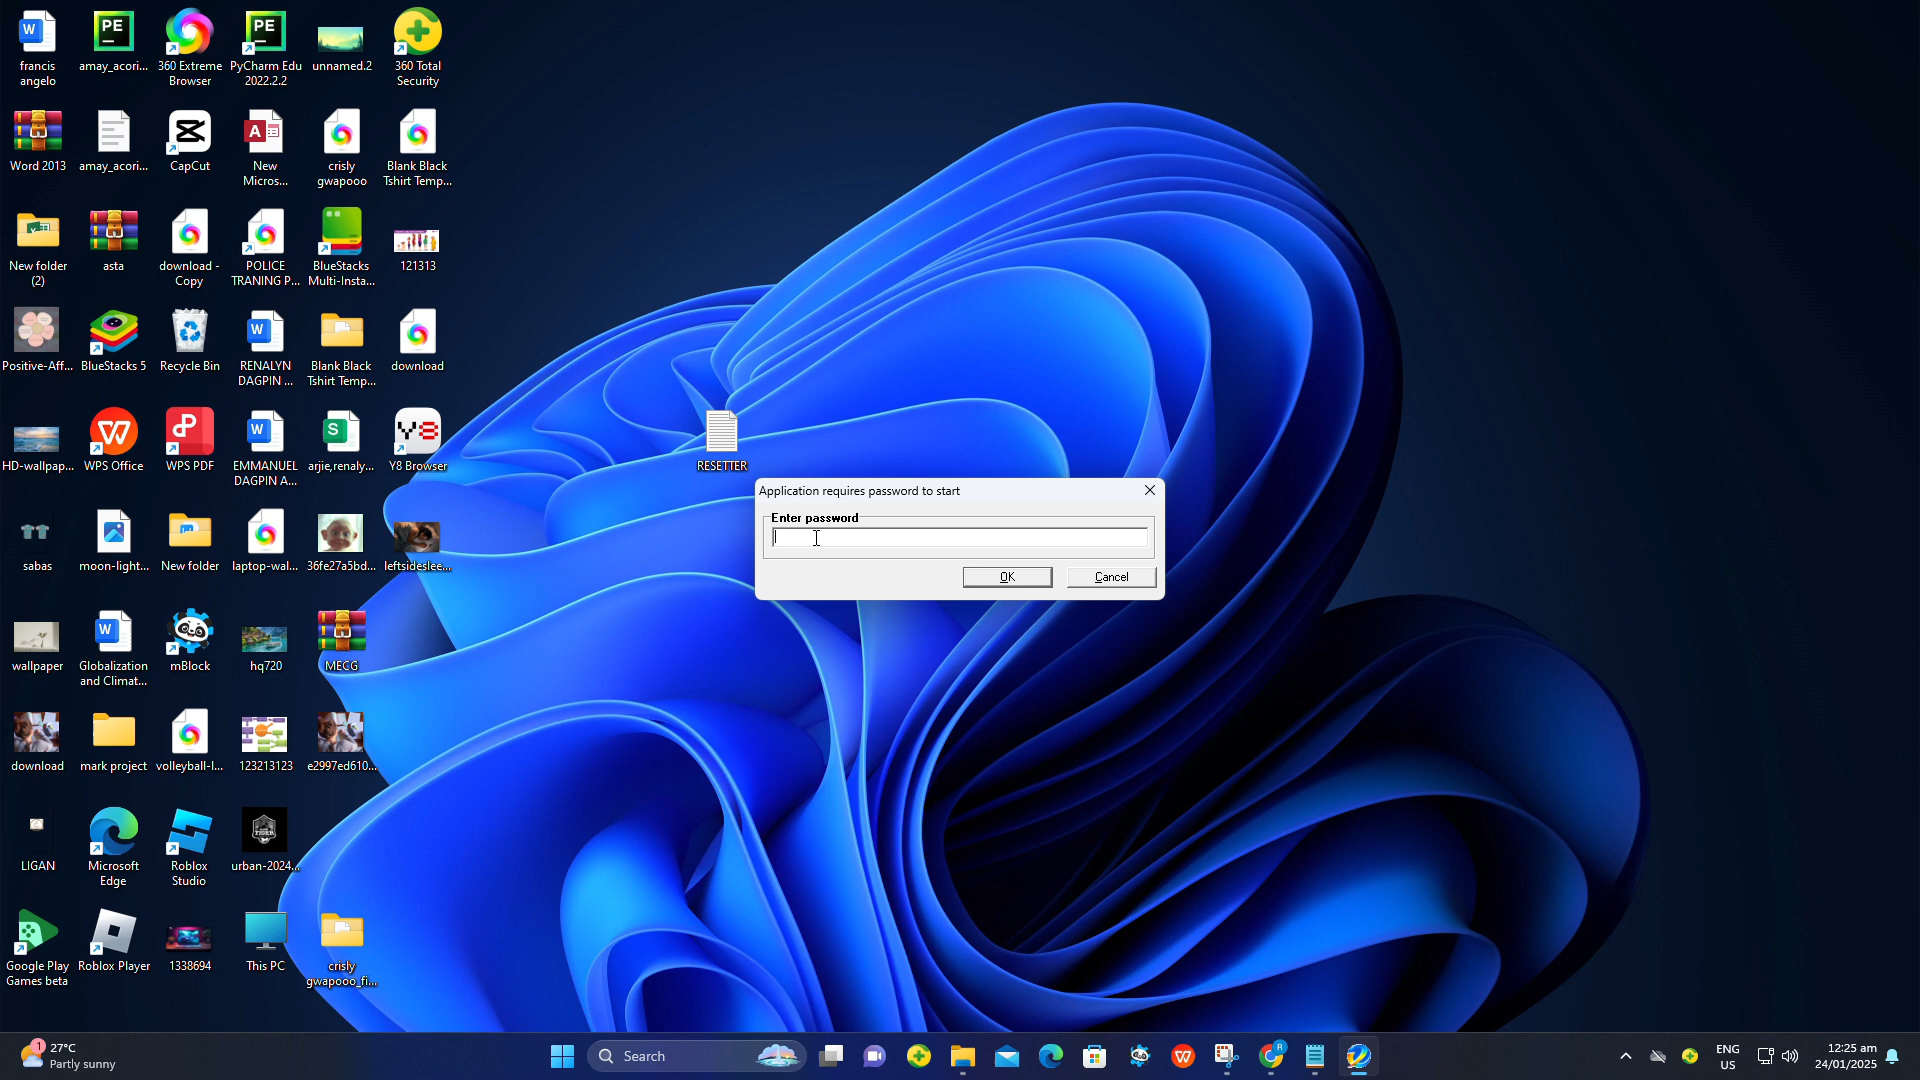 francis
angelo
amay_acori...
360 Extreme
Browser
PyCharm Edu
2022.2.2
unnamed.2
360 Total
Security
Word 2013
amay_acori...
CapCut
New
Micros...
crisly
gwapooo
Blank Black
Tshirt Temp...
New folder
(2)
asta
download -
Copy
POLICE
TRANING P...
BlueStacks
Multi-Insta...
121313
Positive-Aff...
BlueStacks 5
Recycle Bin
RENALYN
DAGPIN ...
Blank Black
Tshirt Temp...
download
HD-wallpap...
WPS Office
WPS PDF
EMMANUEL
DAGPIN A...
arjie,renaly...
Y8 Browser
RESETTER
Application requires password to start
Enter password
OK
Cancel
sabas
moon-light...
New folder
laptop-wal...
36fe27a5bd...
leftsideslee...
wallpaper
Globalization
and Climat...
mBlock
hq720
MECG
download
mark project
volleyball-l...
123213123
e2997ed610...
LIGAN
Microsoft
Edge
Roblox
Studio
urban-2024...
Google Play
Games beta
Roblox Player
1338694
This PC
crisly
gwapooo_fi...
1
27°C
Partly sunny
Search
ENG
US
12:25 am
24/01/2025